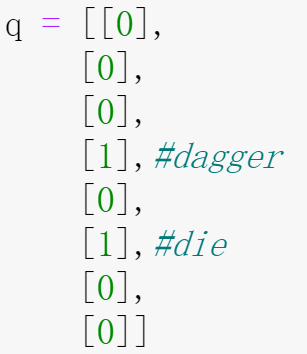 q = [[0],
[0],
[0],
[1], #dagger
[0],
[1], #die
[0],
[0]]